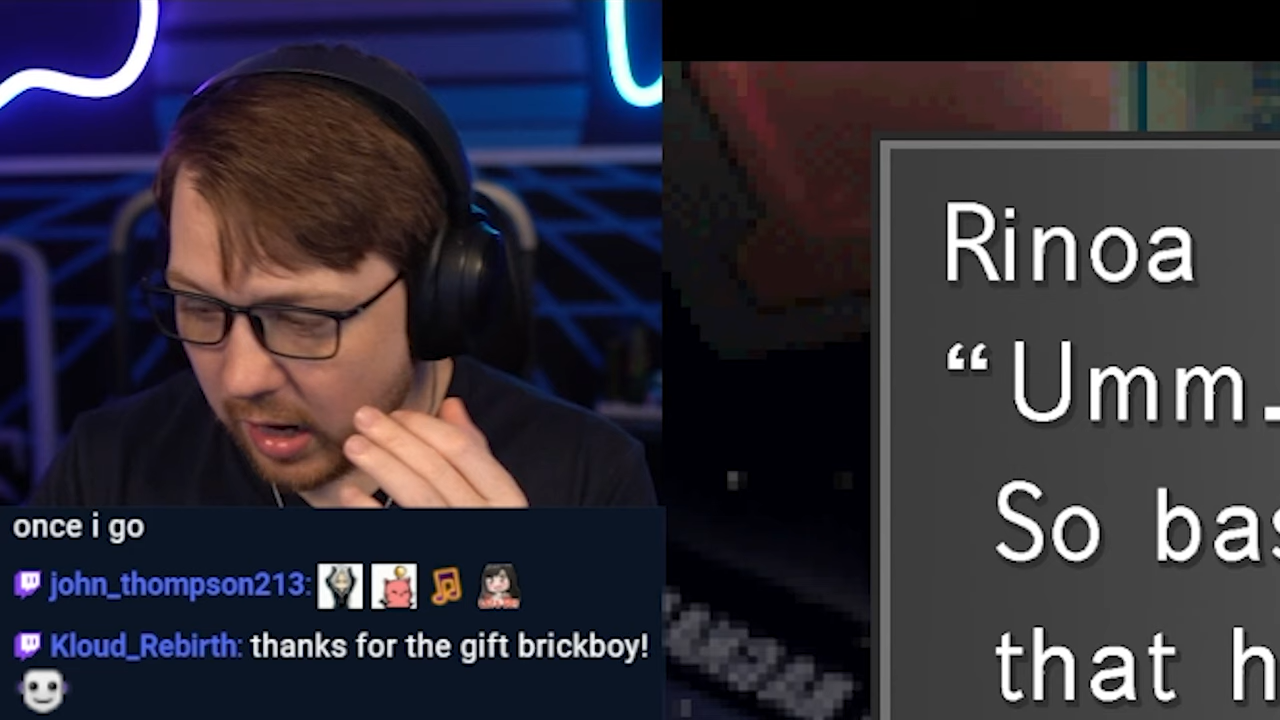 once i go
john_thompson213:
Kloud_Rebirth: thanks for the gift brickboy!
Rinoa
“Umm.
So bas
that h